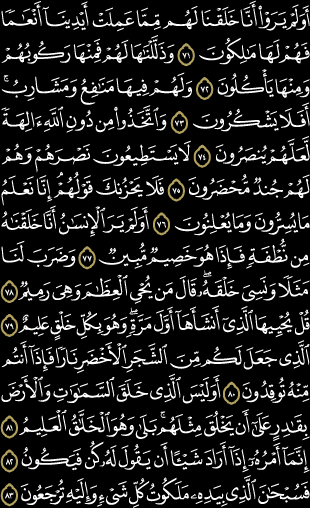 أَوَلَمْ يَرَوْا۟ أَنَّا خَلَقْنَا لَهُم مِّمَّا عَمِلَتْ أَيْدِينَآ أَنْعَٰمًا
فَهُمْ لَهَا مَٰلِكُونَ ٧١ وَذَلَّلْنَٰهَا لَهُمْ فَمِنْهَا رَكُوبُهُمْ
وَمِنْهَا يَأْكُلُونَ ٧٢ وَلَهُمْ فِيهَا مَنَٰفِعُ وَمَشَارِبُ ۚ
أَفَلَا يَشْكُرُونَ ٧٣ وَٱتَّخَذُوا۟ مِن دُونِ ٱللَّهِ ءَالِهَةً
لَّعَلَّهُمْ يُنصَرُونَ ٧٤ لَا يَسْتَطِيعُونَ نَصْرَهُمْ وَهُمْ
لَهُمْ جُندٌ مُّحْضَرُونَ ٧٥ فَلَا يَحْزُنكَ قَوْلُهُمْ ۘ إِنَّا نَعْلَمُ
مَا يُسِرُّونَ وَمَا يُعْلِنُونَ ٧٦ أَوَلَمْ يَرَ ٱلْإِنسَٰنُ أَنَّا خَلَقْنَٰهُ
مِن نُّطْفَةٍ فَإِذَا هُوَ خَصِيمٌ مُّبِينٌ ٧٧ وَضَرَبَ لَنَا
مَثَلًا وَنَسِىَ خَلْقَهُۥ ۖ قَالَ مَن يُحْىِ ٱلْعِظَٰمَ وَهِىَ رَمِيمٌ ٧٨
قُلْ يُحْيِيهَا ٱلَّذِىٓ أَنشَأَهَآ أَوَّلَ مَرَّةٍ ۖ وَهُوَ بِكُلِّ خَلْقٍ عَلِيمٌ ٧٩
ٱلَّذِى جَعَلَ لَكُم مِّنَ ٱلشَّجَرِ ٱلْأَخْضَرِ نَارًا فَإِذَآ أَنتُم
مِّنْهُ تُوقِدُونَ ٨٠ أَوَلَيْسَ ٱلَّذِى خَلَقَ ٱلسَّمَٰوَٰتِ وَٱلْأَرْضَ
بِقَٰدِرٍ عَلَىٰٓ أَن يَخْلُقَ مِثْلَهُم ۚ بَلَىٰ وَهُوَ ٱلْخَلَّٰقُ ٱلْعَلِيمُ ٨١
إِنَّمَآ أَمْرُهُۥٓ إِذَآ أَرَادَ شَيْـًٔا أَن يَقُولَ لَهُۥ كُن فَيَكُونُ ٨٢
فَسُبْحَٰنَ ٱلَّذِى بِيَدِهِۦ مَلَكُوتُ كُلِّ شَىْءٍ وَإِلَيْهِ تُرْجَعُونَ ٨٣